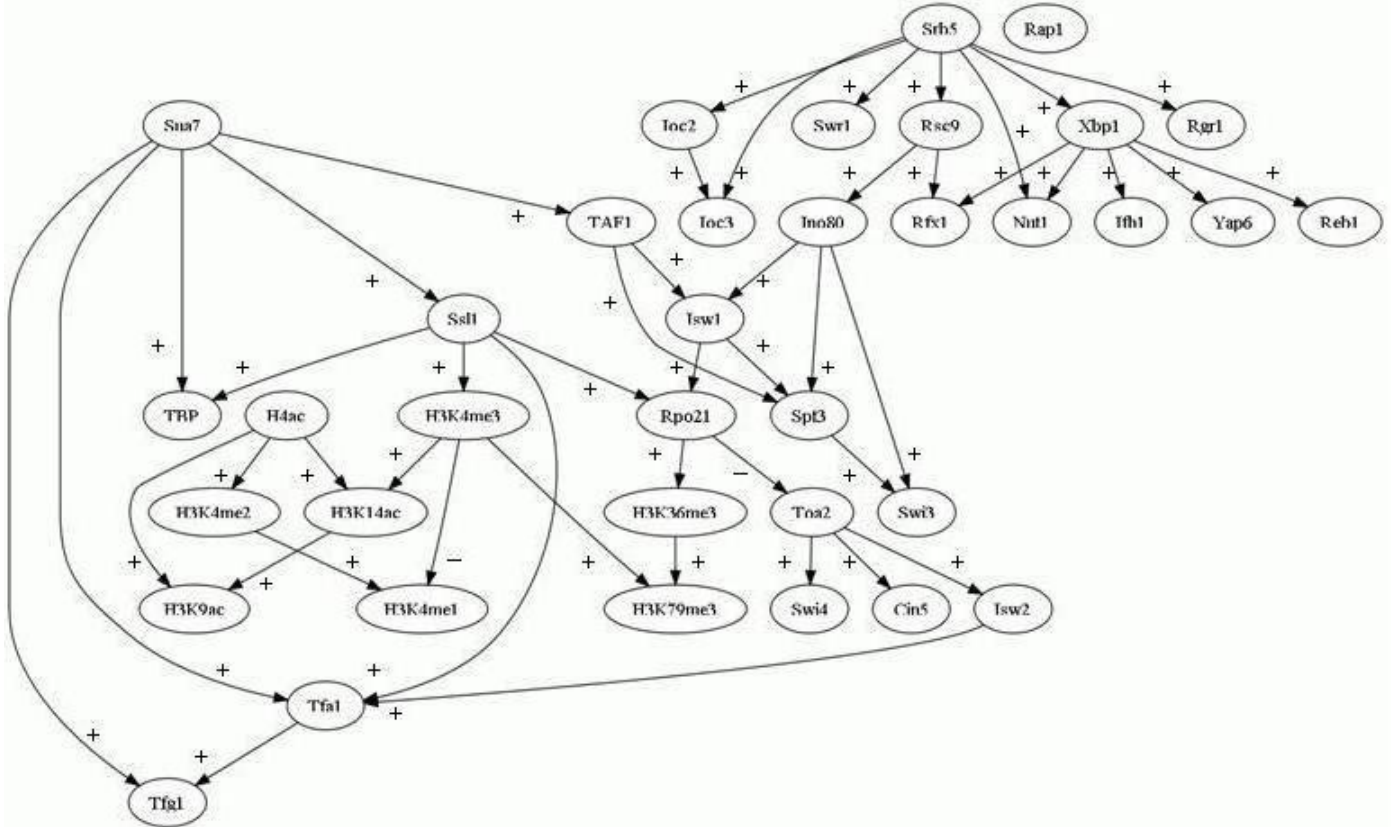 Srb5 Rap1
+ + + + +
Sua7 Ioc2 Swr1 Rsc9 Xbp1 Rgr1
+
+ + + + + + + + +
TAF1 Ioc3 Ino80 Rfx1 Nut1 Ifh1 Yap6 Reb1
+
+
+ +
+
Ssl1 Isw1
+ +
+ + + +
+
TBP H4ac H3K4me3 Rpo21 Spt3
+ + +
+ + − +
H3K4me2 H3K14ac H3K36me3 Toa2 Swi3
+ + − + + + + +
+
H3K9ac H3K4me1 H3K79me3 Swi4 Cin5 Isw2
+ +
Tfa1
+
+
+
Tfg1